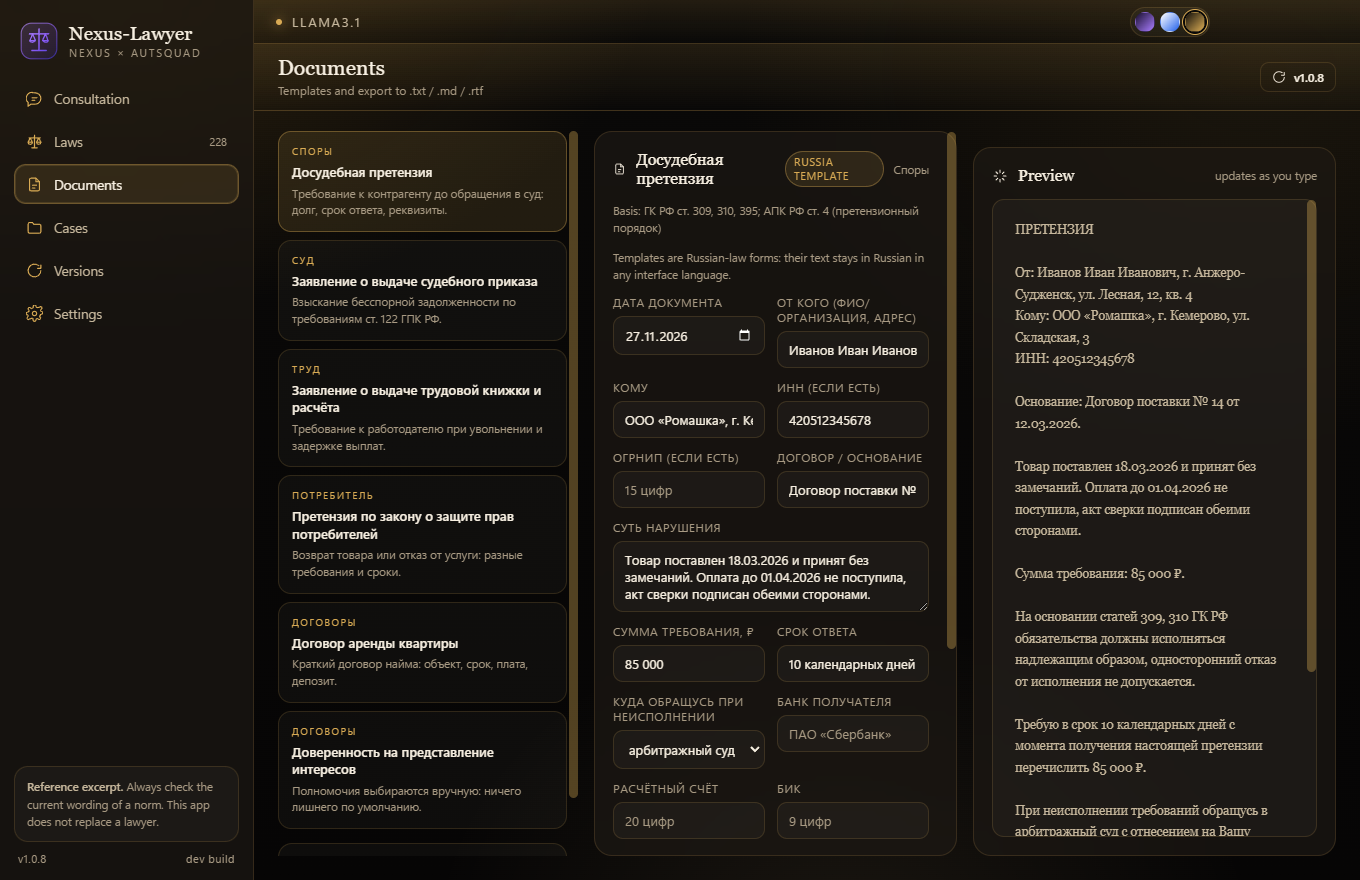 Nexus-Lawyer
NEXUS × AUTSQUAD
Consultation
Laws 228
Documents
Cases
Versions
Settings
Reference excerpt. Always check the
current wording of a norm. This app
does not replace a lawyer.
v1.0.8 dev build
LLAMA3.1
Documents
Templates and export to .txt / .md / .rtf
v1.0.8
СПОРЫ
Досудебная претензия
Требование к контрагенту до обращения в суд:
долг, срок ответа, реквизиты.
СУД
Заявление о выдаче судебного приказа
Взыскание бесспорной задолженности по
требованиям ст. 122 ГПК РФ.
ТРУД
Заявление о выдаче трудовой книжки и
расчёта
Требование к работодателю при увольнении и
задержке выплат.
ПОТРЕБИТЕЛЬ
Претензия по закону о защите прав
потребителей
Возврат товара или отказ от услуги: разные
требования и сроки.
ДОГОВОРЫ
Договор аренды квартиры
Краткий договор найма: объект, срок, плата,
депозит.
ДОГОВОРЫ
Доверенность на представление
интересов
Полномочия выбираются вручную: ничего
лишнего по умолчанию.
Досудебная
претензия
RUSSIA
TEMPLATE
Споры
Basis: ГК РФ ст. 309, 310, 395; АПК РФ ст. 4 (претензионный
порядок)
Templates are Russian-law forms: their text stays in Russian in
any interface language.
ДАТА ДОКУМЕНТА
27.11.2026
ОТ КОГО (ФИО/
ОРГАНИЗАЦИЯ, АДРЕС)
Иванов Иван Иванов
КОМУ
ООО «Ромашка», г. Ке
ИНН (ЕСЛИ ЕСТЬ)
420512345678
ОГРНИП (ЕСЛИ ЕСТЬ)
15 цифр
ДОГОВОР / ОСНОВАНИЕ
Договор поставки №
СУТЬ НАРУШЕНИЯ
Товар поставлен 18.03.2026 и принят без
замечаний. Оплата до 01.04.2026 не поступила,
акт сверки подписан обеими сторонами.
СУММА ТРЕБОВАНИЯ, ₽
85 000
СРОК ОТВЕТА
10 календарных дней
КУДА ОБРАЩУСЬ ПРИ
НЕИСПОЛНЕНИИ
арбитражный суд
БАНК ПОЛУЧАТЕЛЯ
ПАО «Сбербанк»
РАСЧЁТНЫЙ СЧЁТ
20 цифр
БИК
9 цифр
Preview
updates as you type
ПРЕТЕНЗИЯ
От: Иванов Иван Иванович, г. Анжеро-
Судженск, ул. Лесная, 12, кв. 4
Кому: ООО «Ромашка», г. Кемерово, ул.
Складская, 3
ИНН: 420512345678
Основание: Договор поставки № 14 от
12.03.2026.
Товар поставлен 18.03.2026 и принят без
замечаний. Оплата до 01.04.2026 не
поступила, акт сверки подписан обеими
сторонами.
Сумма требования: 85 000 ₽.
На основании статей 309, 310 ГК РФ
обязательства должны исполняться
надлежащим образом, односторонний отказ
от исполнения не допускается.
Требую в срок 10 календарных дней с
момента получения настоящей претензии
перечислить 85 000 ₽.
При неисполнении требований обращусь в
арбитражный суд с отнесением на Вашу